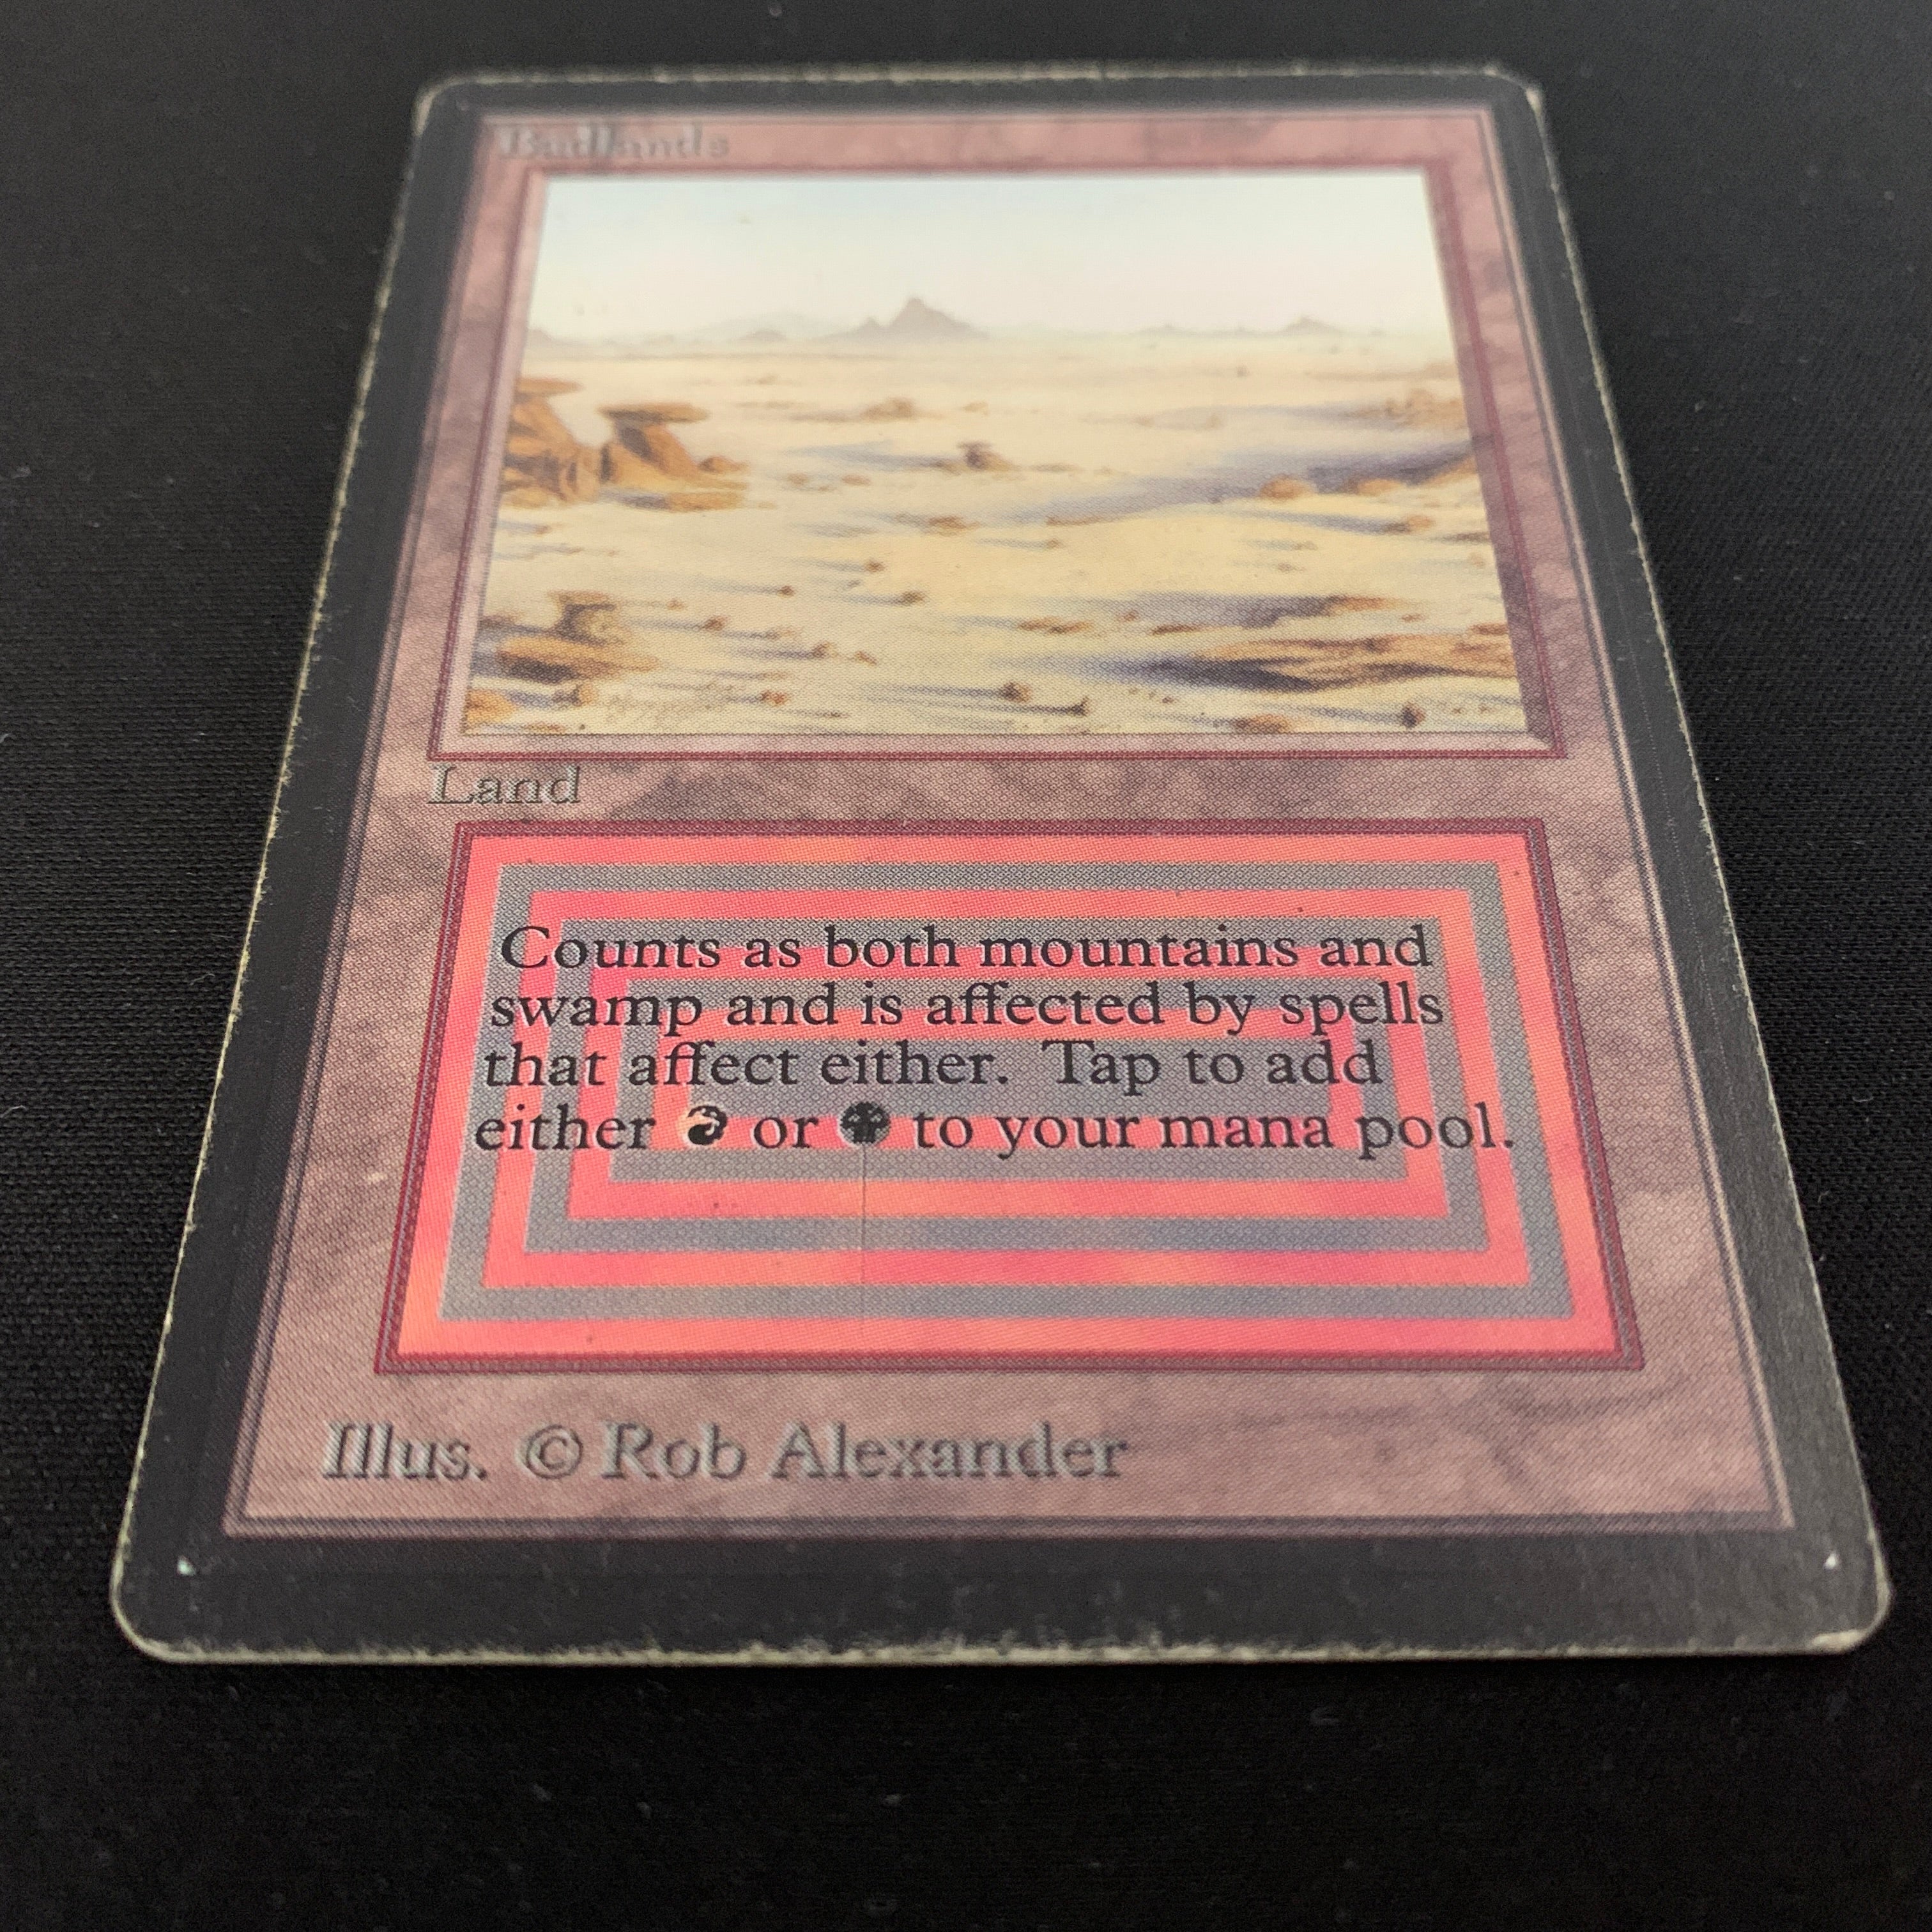 Badlands
Land
Counts as both mountains and
swamp and is affected by spells
that affect either. Tap to add
either or to your mana pool.
Illus. © Rob Alexander